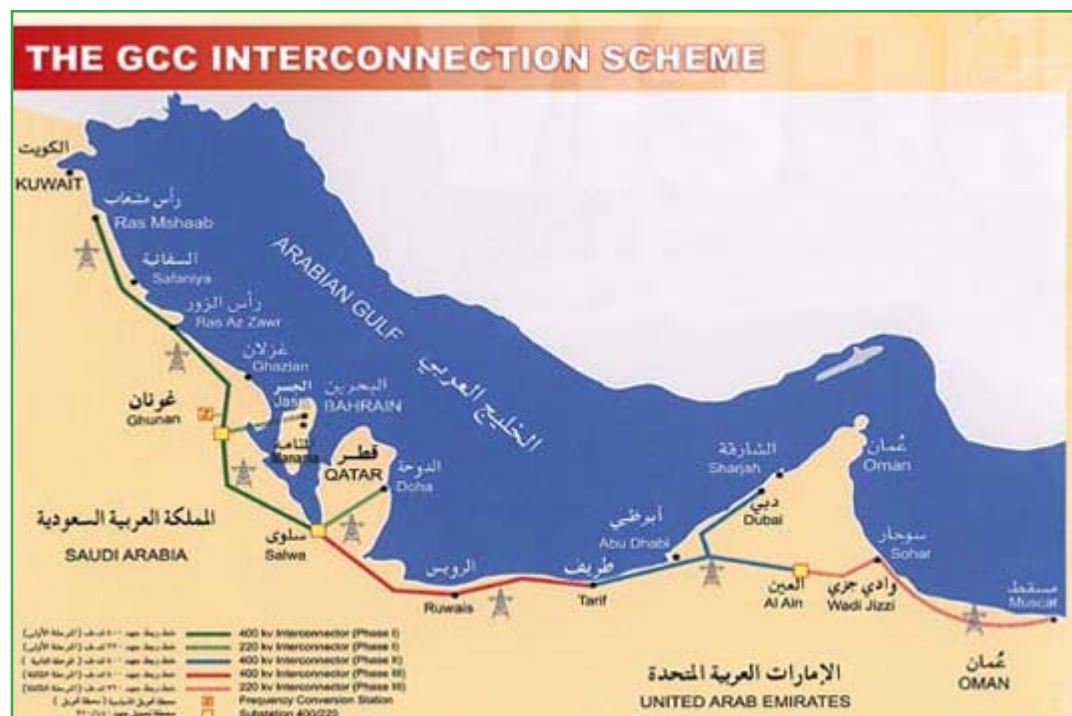 THE GCC INTERCONNECTION SCHEME
الكويت
KUWAIT
رأس مشعاب
Ras Mshaab
السفانية
Safaniya
رأس الزور
Ras Az Zawr
غزلان
Ghazlan
غونان
Ghunan
الجسر
Jasra
البحرين
BAHRAIN
المنامة
Manama
قطر
QATAR
الدوحة
Doha
ARABIAN GULF
الخليج العربي
المملكة العربية السعودية
SAUDI ARABIA
سلوى
Salwa
الرويس
Ruwais
طريف
Tarif
أبوظبي
Abu Dhabi
الشارقة
Sharjah
دبي
Dubai
عُمان
Oman
العين
Al Ain
وادي جزي
Wadi Jizzi
سوحار
Sohar
مسقط
Muscat
عُمان
OMAN
الإمارات العربية المتحدة
UNITED ARAB EMIRATES
400 kv Interconnector (Phase I)
220 kv Interconnector (Phase I)
400 kv Interconnector (Phase II)
400 kv Interconnector (Phase III)
220 kv Interconnector (Phase III)
Frequency Conversion Station
Substation 400/220